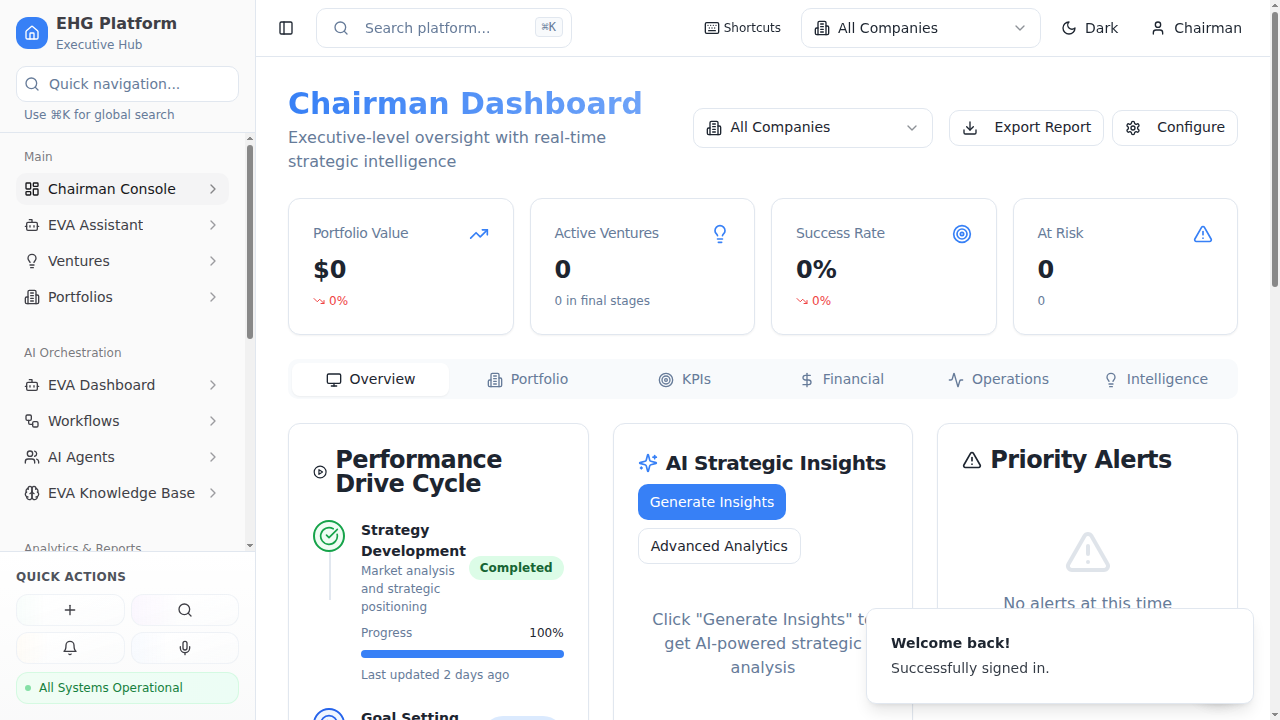 EHG Platform
Executive Hub
Quick navigation...
Use ⌘K for global search
Main
Chairman Console
EVA Assistant
Ventures
Portfolios
AI Orchestration
EVA Dashboard
Workflows
AI Agents
EVA Knowledge Base
Analytics & Reports
QUICK ACTIONS
All Systems Operational
Search platform...
⌘K
Shortcuts
All Companies
Dark
Chairman
Chairman Dashboard
Executive-level oversight with real-time
strategic intelligence
All Companies
Export Report
Configure
Portfolio Value
$0
0%
Active Ventures
0
0 in final stages
Success Rate
0%
0%
At Risk
0
0
Overview
Portfolio
KPIs
Financial
Operations
Intelligence
Performance
Drive Cycle
Strategy
Development
Market analysis
and strategic
positioning
Completed
Progress
100%
Last updated 2 days ago
Goal Setting
AI Strategic Insights
Generate Insights
Advanced Analytics
Click "Generate Insights" to
get AI-powered strategic
analysis
Priority Alerts
No alerts at this time
Welcome back!
Successfully signed in.